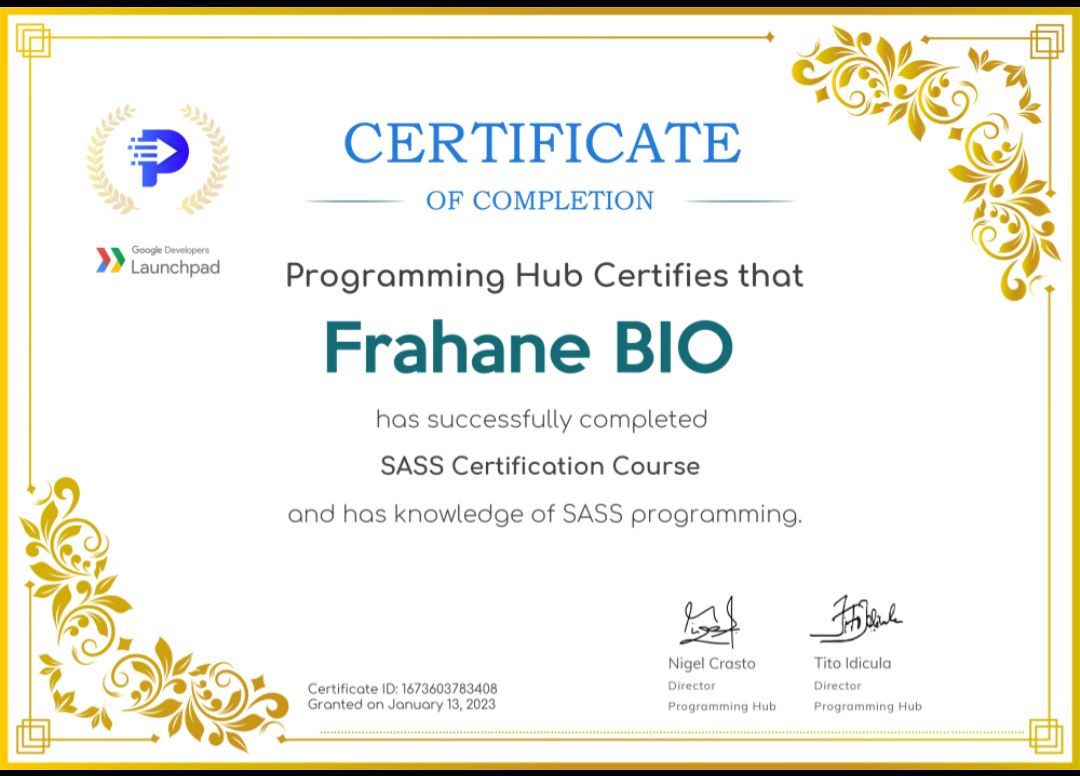 CERTIFICATE
OF COMPLETION
Google Developers
Launchpad
Programming Hub Certifies that
Frahane BIO
has successfully completed
SASS Certification Course
and has knowledge of SASS programming.
Nigel Crasto
Director
Programming Hub
Tito Idicula
Director
Programming Hub
Certificate ID: 1673603783408
Granted on January 13, 2023